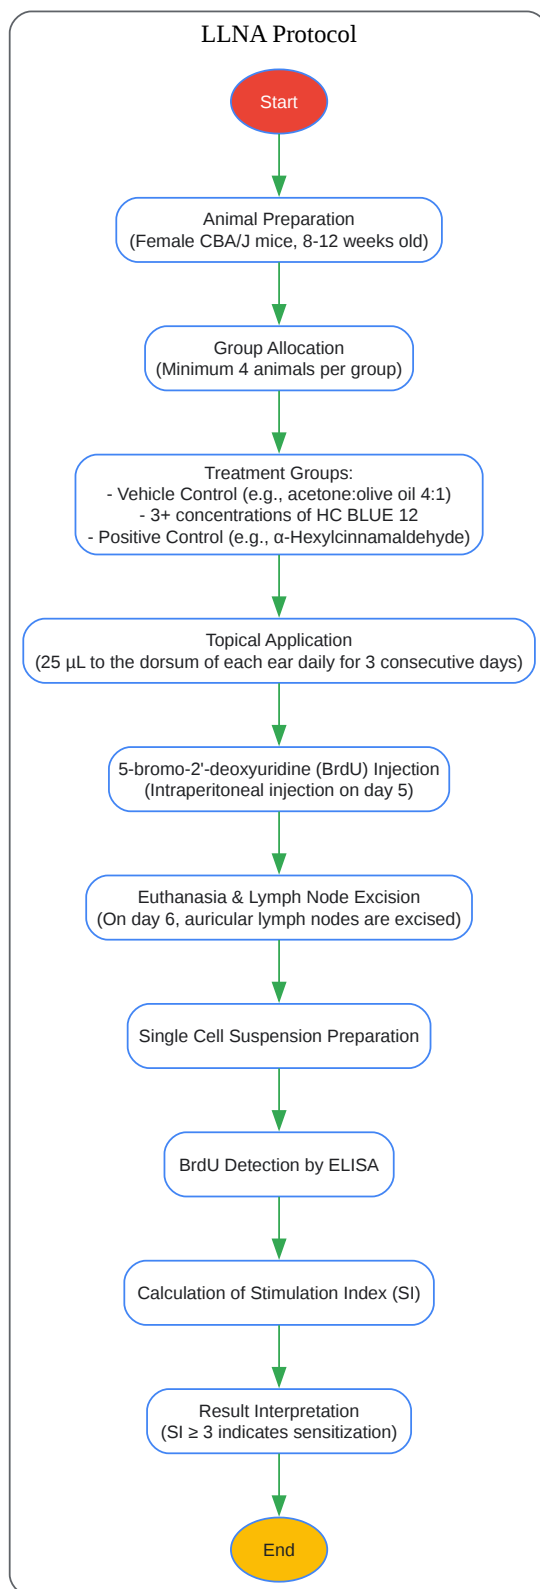 LLNA Protocol
Start
Animal Preparation
(Female CBA/J mice, 8-12 weeks old)
Group Allocation
(Minimum 4 animals per group)
Treatment Groups:
- Vehicle Control (e.g., acetone:olive oil 4:1)
- 3+ concentrations of HC BLUE 12
- Positive Control (e.g., α-Hexylcinnamaldehyde)
Topical Application
(25 µL to the dorsum of each ear daily for 3 consecutive days)
5-bromo-2'-deoxyuridine (BrdU) Injection
(Intraperitoneal injection on day 5)
Euthanasia & Lymph Node Excision
(On day 6, auricular lymph nodes are excised)
Single Cell Suspension Preparation
BrdU Detection by ELISA
Calculation of Stimulation Index (SI)
Result Interpretation
(SI ≥ 3 indicates sensitization)
End